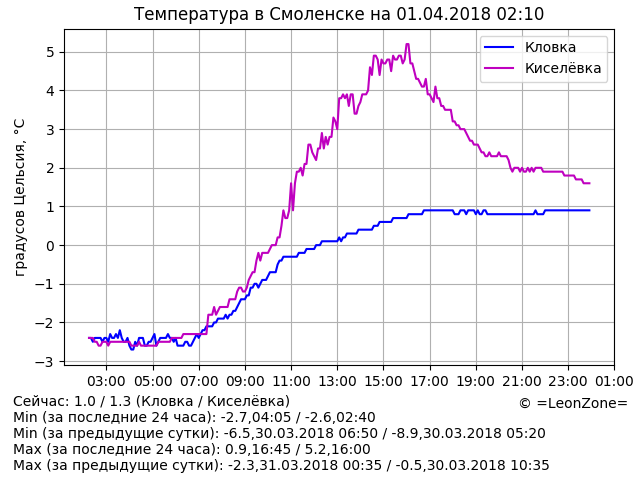 Температура в Смоленске на 01.04.2018 02:10
градусов Цельсия, °C
5
4
3
2
1
0
−1
−2
−3
Кловка
Киселёвка
03:00 05:00 07:00 09:00 11:00 13:00 15:00 17:00 19:00 21:00 23:00 01:00
Сейчас: 1.0 / 1.3 (Кловка / Киселёвка)
© =LeonZone=
Min (за последние 24 часа): -2.7,04:05 / -2.6,02:40
Min (за предыдущие сутки): -6.5,30.03.2018 06:50 / -8.9,30.03.2018 05:20
Max (за последние 24 часа): 0.9,16:45 / 5.2,16:00
Max (за предыдущие сутки): -2.3,31.03.2018 00:35 / -0.5,30.03.2018 10:35